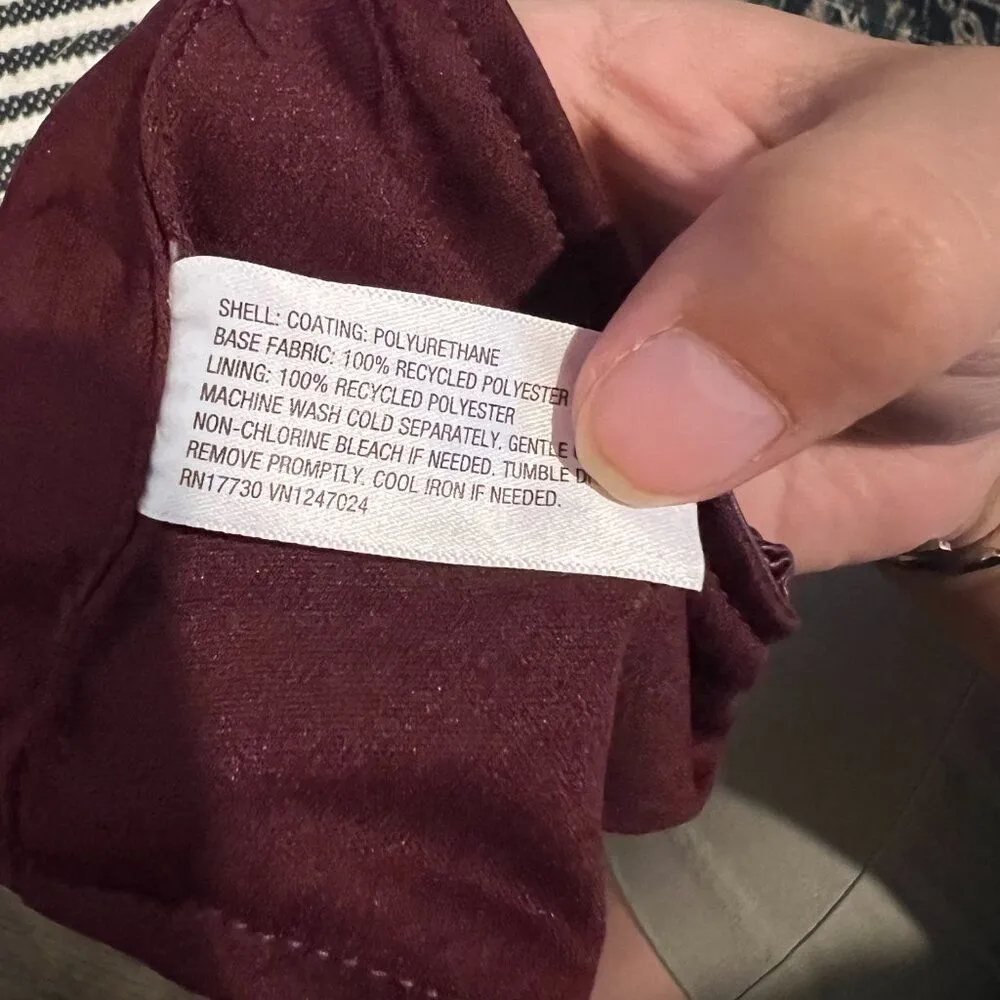 SHELL: COATING: POLYURETHANE
BASE FABRIC: 100% RECYCLED POLYESTER
LINING: 100% RECYCLED POLYESTER
MACHINE WASH COLD SEPARATELY. GENTLE
NON-CHLORINE BLEACH IF NEEDED. TUMBLE
REMOVE PROMPTLY. COOL IRON IF NEEDED.
RN17730 VN1247024